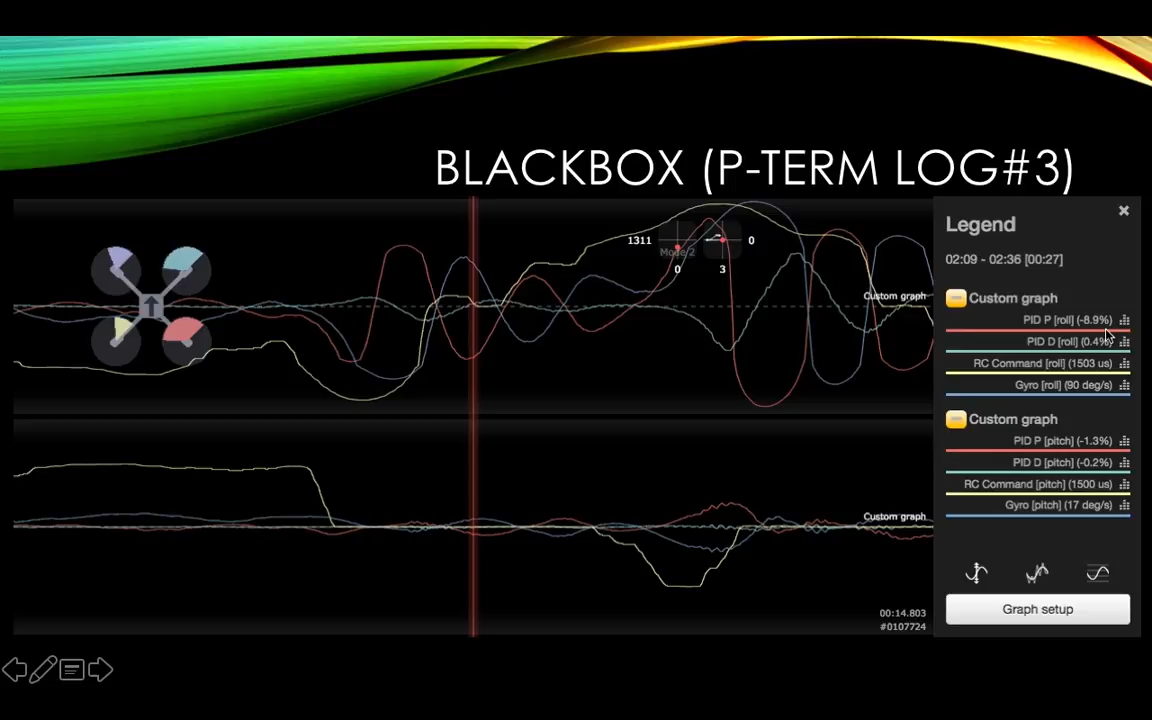 BLACKBOX (P-TERM LOG#3)
1311
0
Mode 2
0
3
Custom graph
Custom graph
00:14.803
#0107724
Legend
02:09 - 02:36 [00:27]
Custom graph
PID P [roll] (-8.9%)
PID D [roll] (0.4%)
RC Command [roll] (1503 us)
Gyro [roll] (90 deg/s)
Custom graph
PID P [pitch] (-1.3%)
PID D [pitch] (-0.2%)
RC Command [pitch] (1500 us)
Gyro [pitch] (17 deg/s)
Graph setup